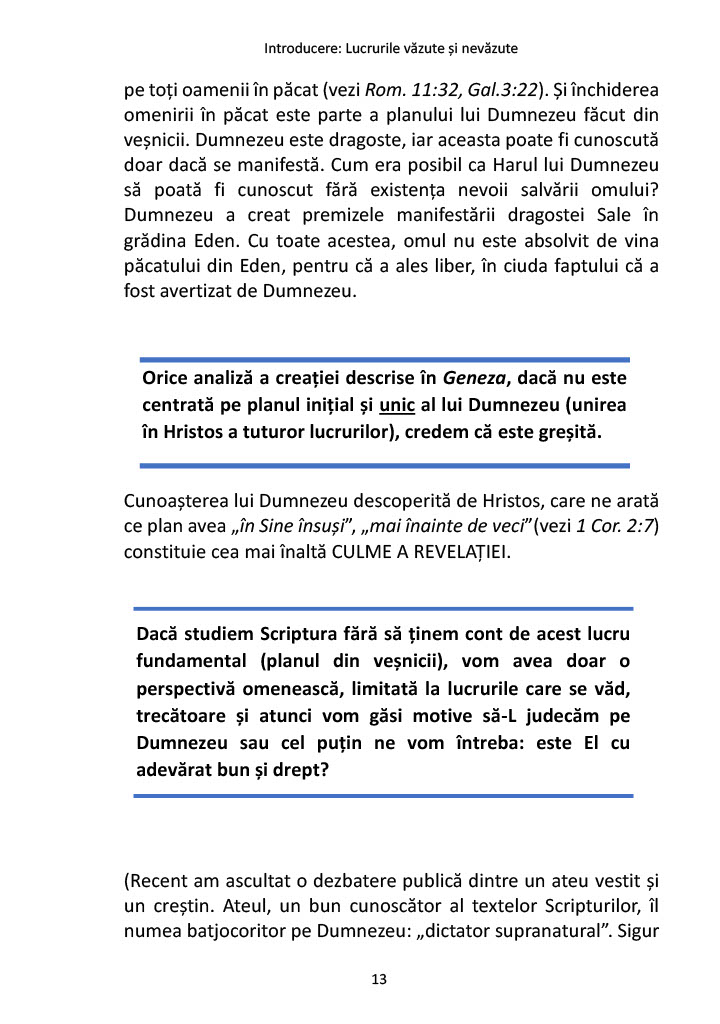 Introducere: Lucrurile văzute și nevăzute
pe toți oamenii în păcat (vezi Rom. 11:32, Gal.3:22). Și închiderea
omenirii în păcat este parte a planului lui Dumnezeu făcut din
veșnicii. Dumnezeu este dragoste, iar aceasta poate fi cunoscută
doar dacă se manifestă. Cum era posibil ca Harul lui Dumnezeu
să poată fi cunoscut fără existența nevoii salvării omului?
Dumnezeu a creat premizele manifestării dragostei Sale în
grădina Eden. Cu toate acestea, omul nu este absolvit de vina
păcatului din Eden, pentru că a ales liber, în ciuda faptului că a
fost avertizat de Dumnezeu.
Orice analiză a creației descrise în Geneza, dacă nu este
centrată pe planul inițial și unic al lui Dumnezeu (unirea
în Hristos a tuturor lucrurilor), credem că este greșită.
Cunoașterea lui Dumnezeu descoperită de Hristos, care ne arată
ce plan avea „în Sine însuși”, „mai înainte de veci”(vezi 1 Cor. 2:7)
constituie cea mai înaltă CULME A REVELAȚIEI.
Dacă studiem Scriptura fără să ținem cont de acest lucru
fundamental (planul din veșnicii), vom avea doar o
perspectivă omenească, limitată la lucrurile care se văd,
trecătoare și atunci vom găsi motive să-L judecăm pe
Dumnezeu sau cel puțin ne vom întreba: este El cu
adevărat bun și drept?
(Recent am ascultat o dezbatere publică dintre un ateu vestit și
un creștin. Ateul, un bun cunoscător al textelor Scripturilor, îl
numea batjocoritor pe Dumnezeu: „dictator supranatural”. Sigur
13